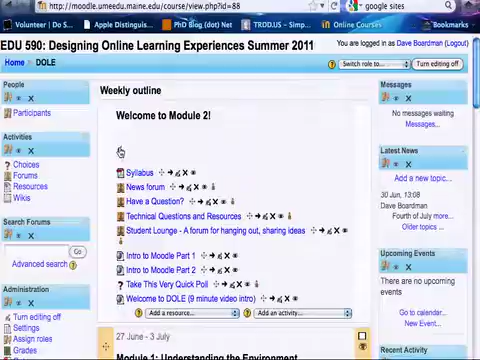 http://moodle.umeedu.maine.edu/course/view.php?id=88
google sites
Volunteer | Do S...
Apple Distinguis...
PhD Blog (dot) Net
TROD.US – Simp...
Online Courses
Bookmarks
EDU 590: Designing Online Learning Experiences Summer 2011
You are logged in as Dave Boardman (Logout)
Home
DOLE
Switch role to...
Turn editing off
People
Participants
Activities
Choices
Forums
Resources
Wikis
Search Forums
Go
Advanced search
Administration
Turn editing off
Settings
Assign roles
Grades
Weekly outline
Welcome to Module 2!
Syllabus
News forum
Have a Question?
Technical Questions and Resources
Student Lounge - A forum for hanging out, sharing ideas
Intro to Moodle Part 1
Intro to Moodle Part 2
Take This Very Quick Poll
Welcome to DOLE (9 minute video intro)
Add a resource...
Add an activity...
27 June - 3 July
Module 1: Understanding the Environment
Messages
No messages waiting
Messages...
Latest News
Add a new topic...
30 Jun, 13:08
Dave Boardman
Fourth of July more...
Older topics ...
Upcoming Events
There are no upcoming events
Go to calendar...
New Event...
Recent Activity